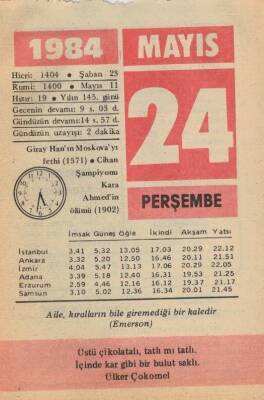 1984
MAYIS
Hicri: 1404 • Şaban 23
Rumî: 1400 • Mayıs 11
Hızır: 19 • Yılın 145. günü
Gecenin devamı: 9 s. 03 d.
Gündüzün devamı:14 s. 57 d.
Gündüzün uzayışı: 2 dakika
24
Giray Han'ın Moskova'yı
fethi (1571) • Cihan
Şampiyonu
Kara
Ahmed'in
ölümü (1902)
PERŞEMBE
İmsak Güneş Öğle İkindi Akşam Yatsı
İstanbul 3,41 5.32 13.05 17,03 20.29 22.12
Ankara 3.32 5.20 12.50 16.46 20.11 21.51
İzmir 4.04 5.47 13.13 17.06 20.29 22.05
Adana 3.39 5.18 12.40 16.31 19.53 21.25
Erzurum 2.59 4.46 12.16 16.12 19.37 21.17
Samsun 3.10 5.02 12.36 16.34 20.01 21.45
Aile, kıralların bile giremediği bir kaledir
(Emerson)
Üstü çikolatalı, tatlı mı tatlı.
İçinde kar gibi bir bulut saklı.
Ülker Çokomel